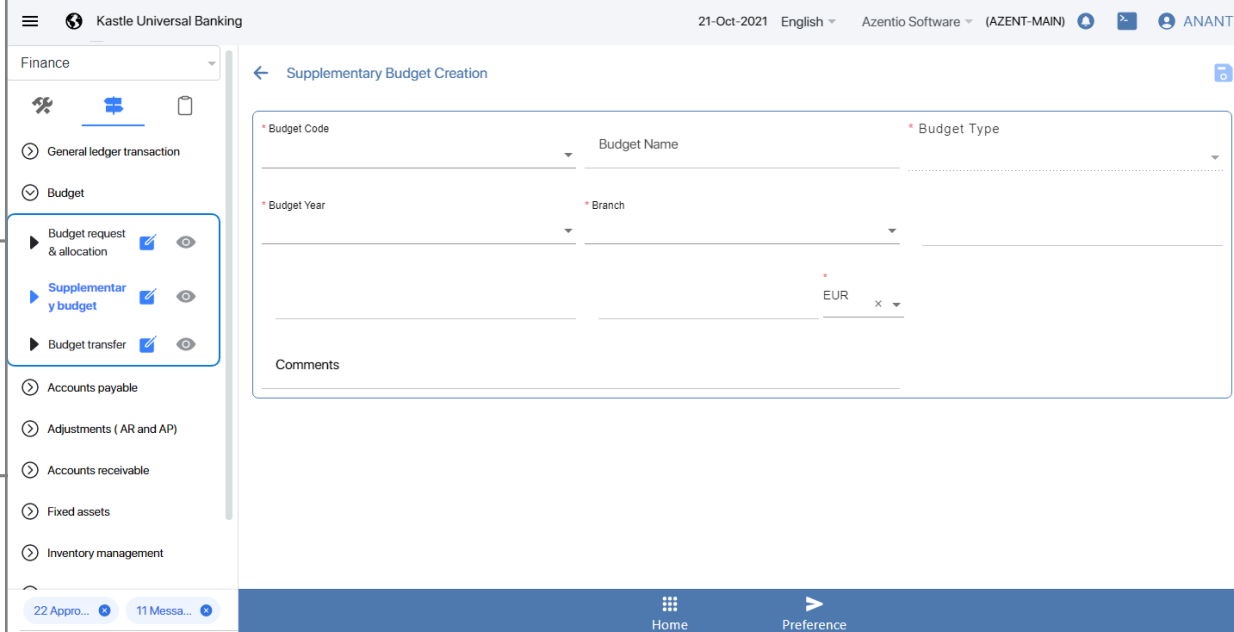 Kastle Universal Banking
21-Oct-2021 English Azentio Software (AZENT-MAIN) ANANT
Finance
Supplementary Budget Creation
General ledger transaction
Budget
Budget request
& allocation
Supplementar
y budget
Budget transfer
Accounts payable
Adjustments ( AR and AP)
Accounts receivable
Fixed assets
Inventory management
22 Appro...
11 Messa...
* Budget Code
Budget Name
* Budget Type
* Budget Year
* Branch
*
EUR
Comments
Home
Preference